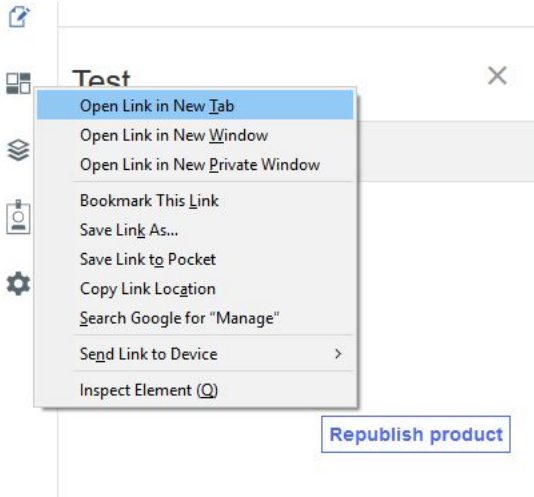 Test
Open Link in New Tab
Open Link in New Window
Open Link in New Private Window
Bookmark This Link
Save Link As...
Save Link to Pocket
Copy Link Location
Search Google for “Manage”
Send Link to Device
Inspect Element (Q)
Republish product